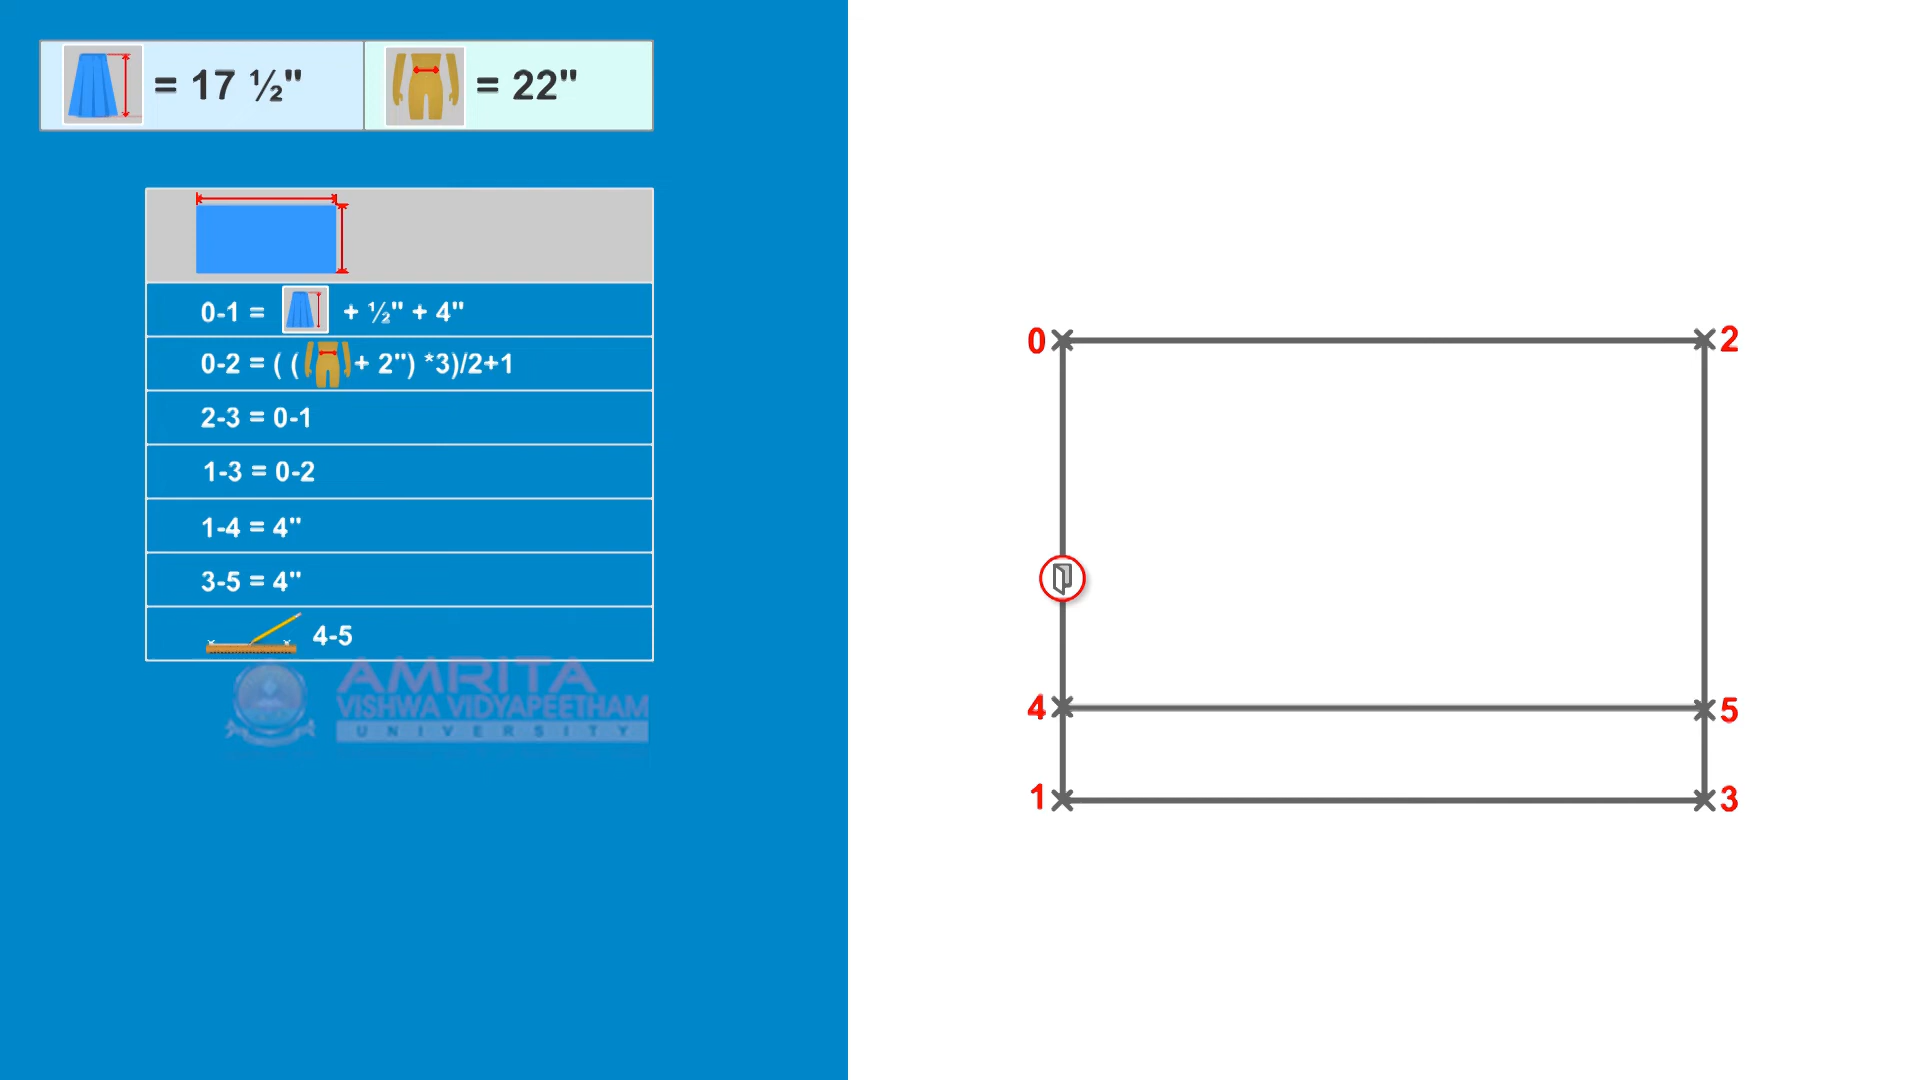 = 17 ½" = 22"
0-1 = + ½" + 4"
0-2 = ( ( + 2") *3)/2+1
2-3 = 0-1
1-3 = 0-2
1-4 = 4"
3-5 = 4"
4-5
AMRITA
VISHWA VIDYAPEETHAM
UNIVERSITY
0 2
4 5
1 3